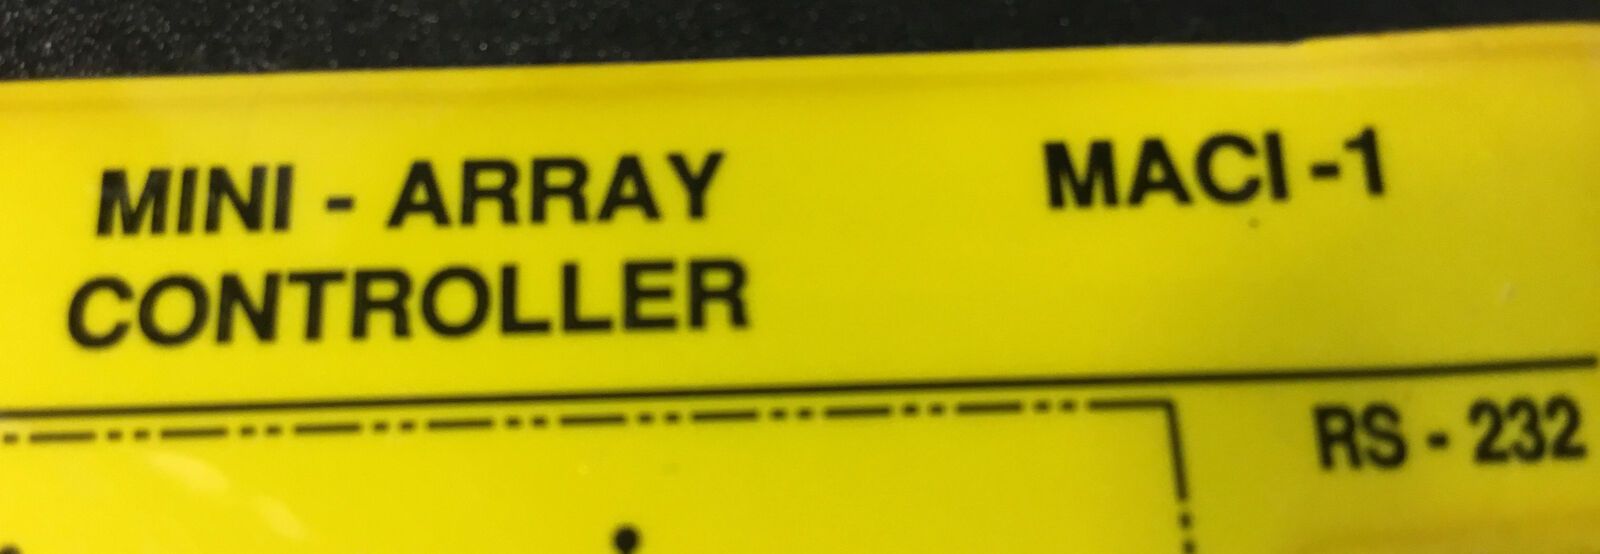 MINI - ARRAY MACI -1
CONTROLLER
RS - 232